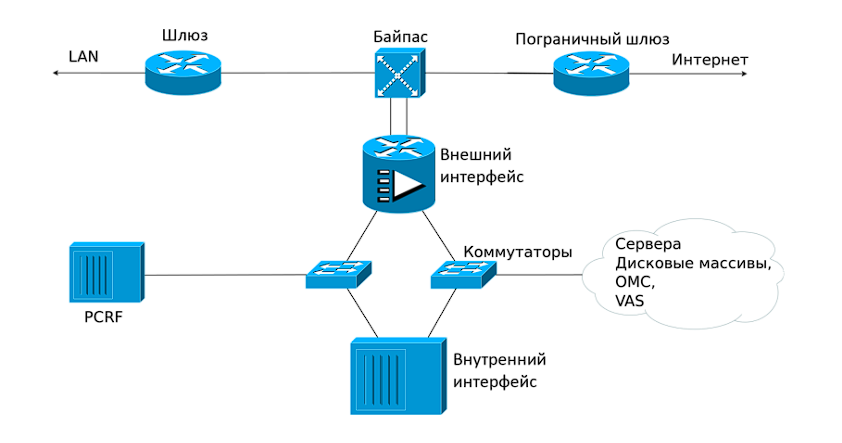 Шлюз
Байпас
Пограничный шлюз
LAN
Интернет
Внешний
интерфейс
Коммутаторы
Сервера
Дисковые массивы,
OMC,
VAS
PCRF
Внутренний
интерфейс